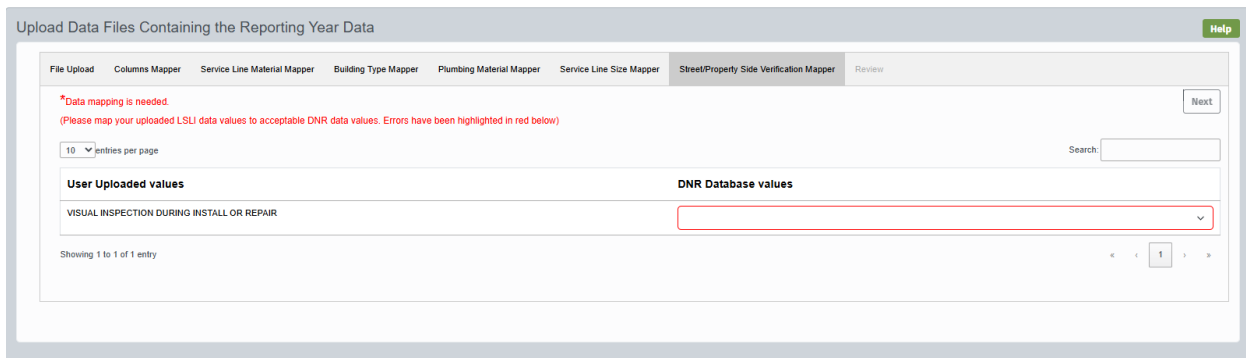 Upload Data Files Containing the Reporting Year Data
Help
File Upload Columns Mapper Service Line Material Mapper Building Type Mapper Plumbing Material Mapper Service Line Size Mapper Street/Property Side Verification Mapper Review
*Data mapping is needed.
Next
(Please map your uploaded LSLI data values to acceptable DNR data values. Errors have been highlighted in red below)
10 entries per page
Search:
User Uploaded values DNR Database values
VISUAL INSPECTION DURING INSTALL OR REPAIR
Showing 1 to 1 of 1 entry
« ‹ 1 › »